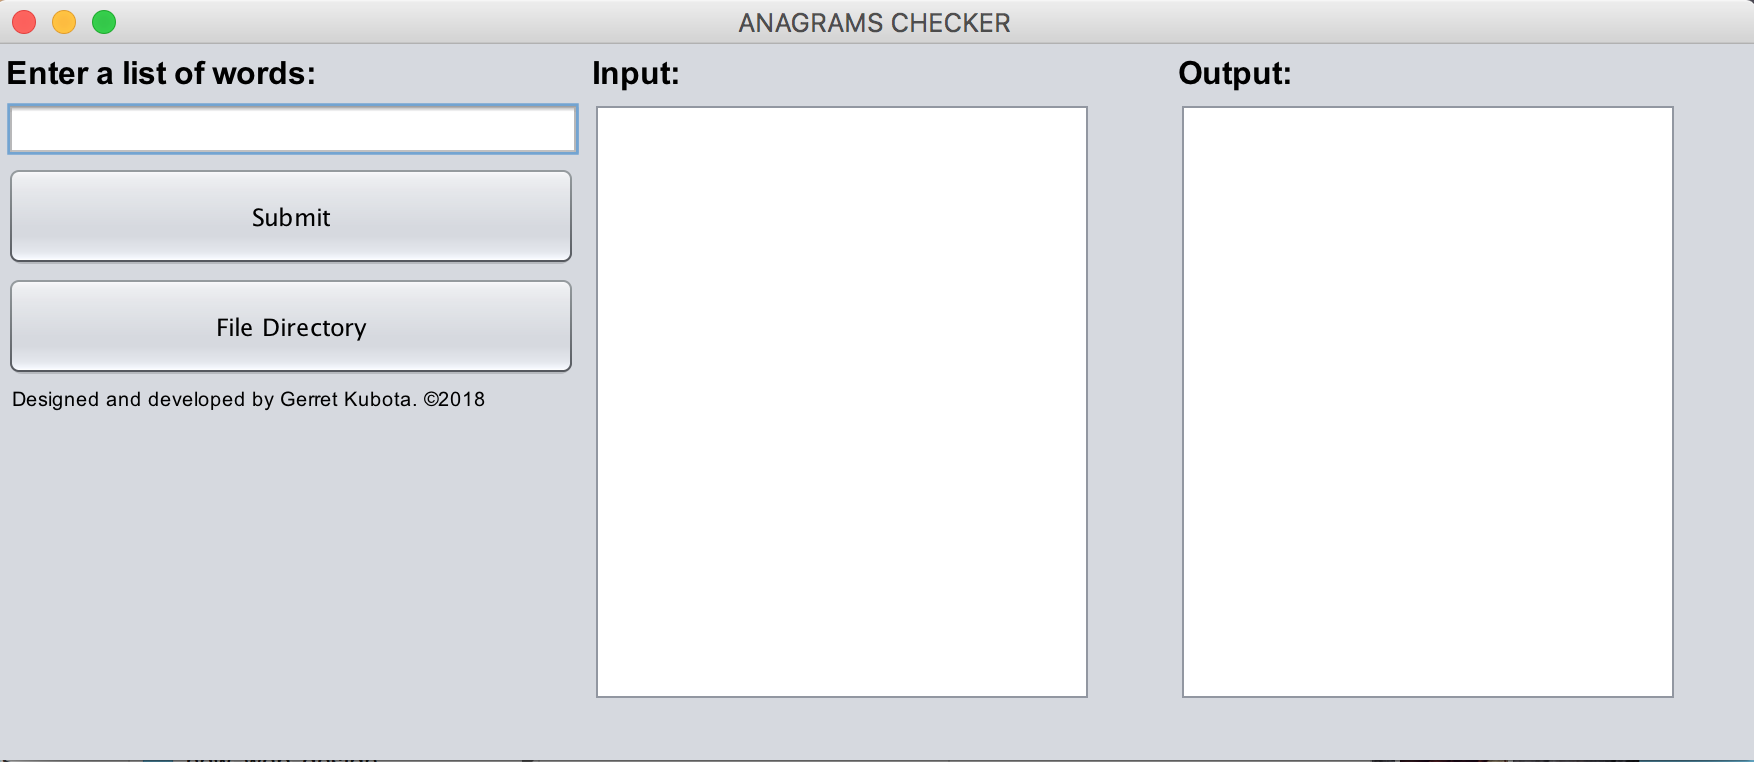 ANAGRAMS CHECKER
Enter a list of words:
Submit
File Directory
Designed and developed by Gerret Kubota. ©2018
Input:
Output: